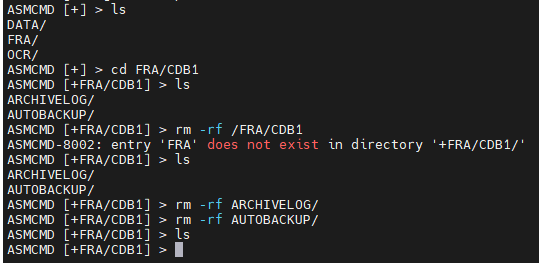 ASMCMD [+] > ls
DATA/
FRA/
OCR/
ASMCMD [+] > cd FRA/CDB1
ASMCMD [+FRA/CDB1] > ls
ARCHIVELOG/
AUTOBACKUP/
ASMCMD [+FRA/CDB1] > rm -rf /FRA/CDB1
ASMCMD-8002: entry 'FRA' does not exist in directory '+FRA/CDB1/'
ASMCMD [+FRA/CDB1] > ls
ARCHIVELOG/
AUTOBACKUP/
ASMCMD [+FRA/CDB1] > rm -rf ARCHIVELOG/
ASMCMD [+FRA/CDB1] > rm -rf AUTOBACKUP/
ASMCMD [+FRA/CDB1] > ls
ASMCMD [+FRA/CDB1] >